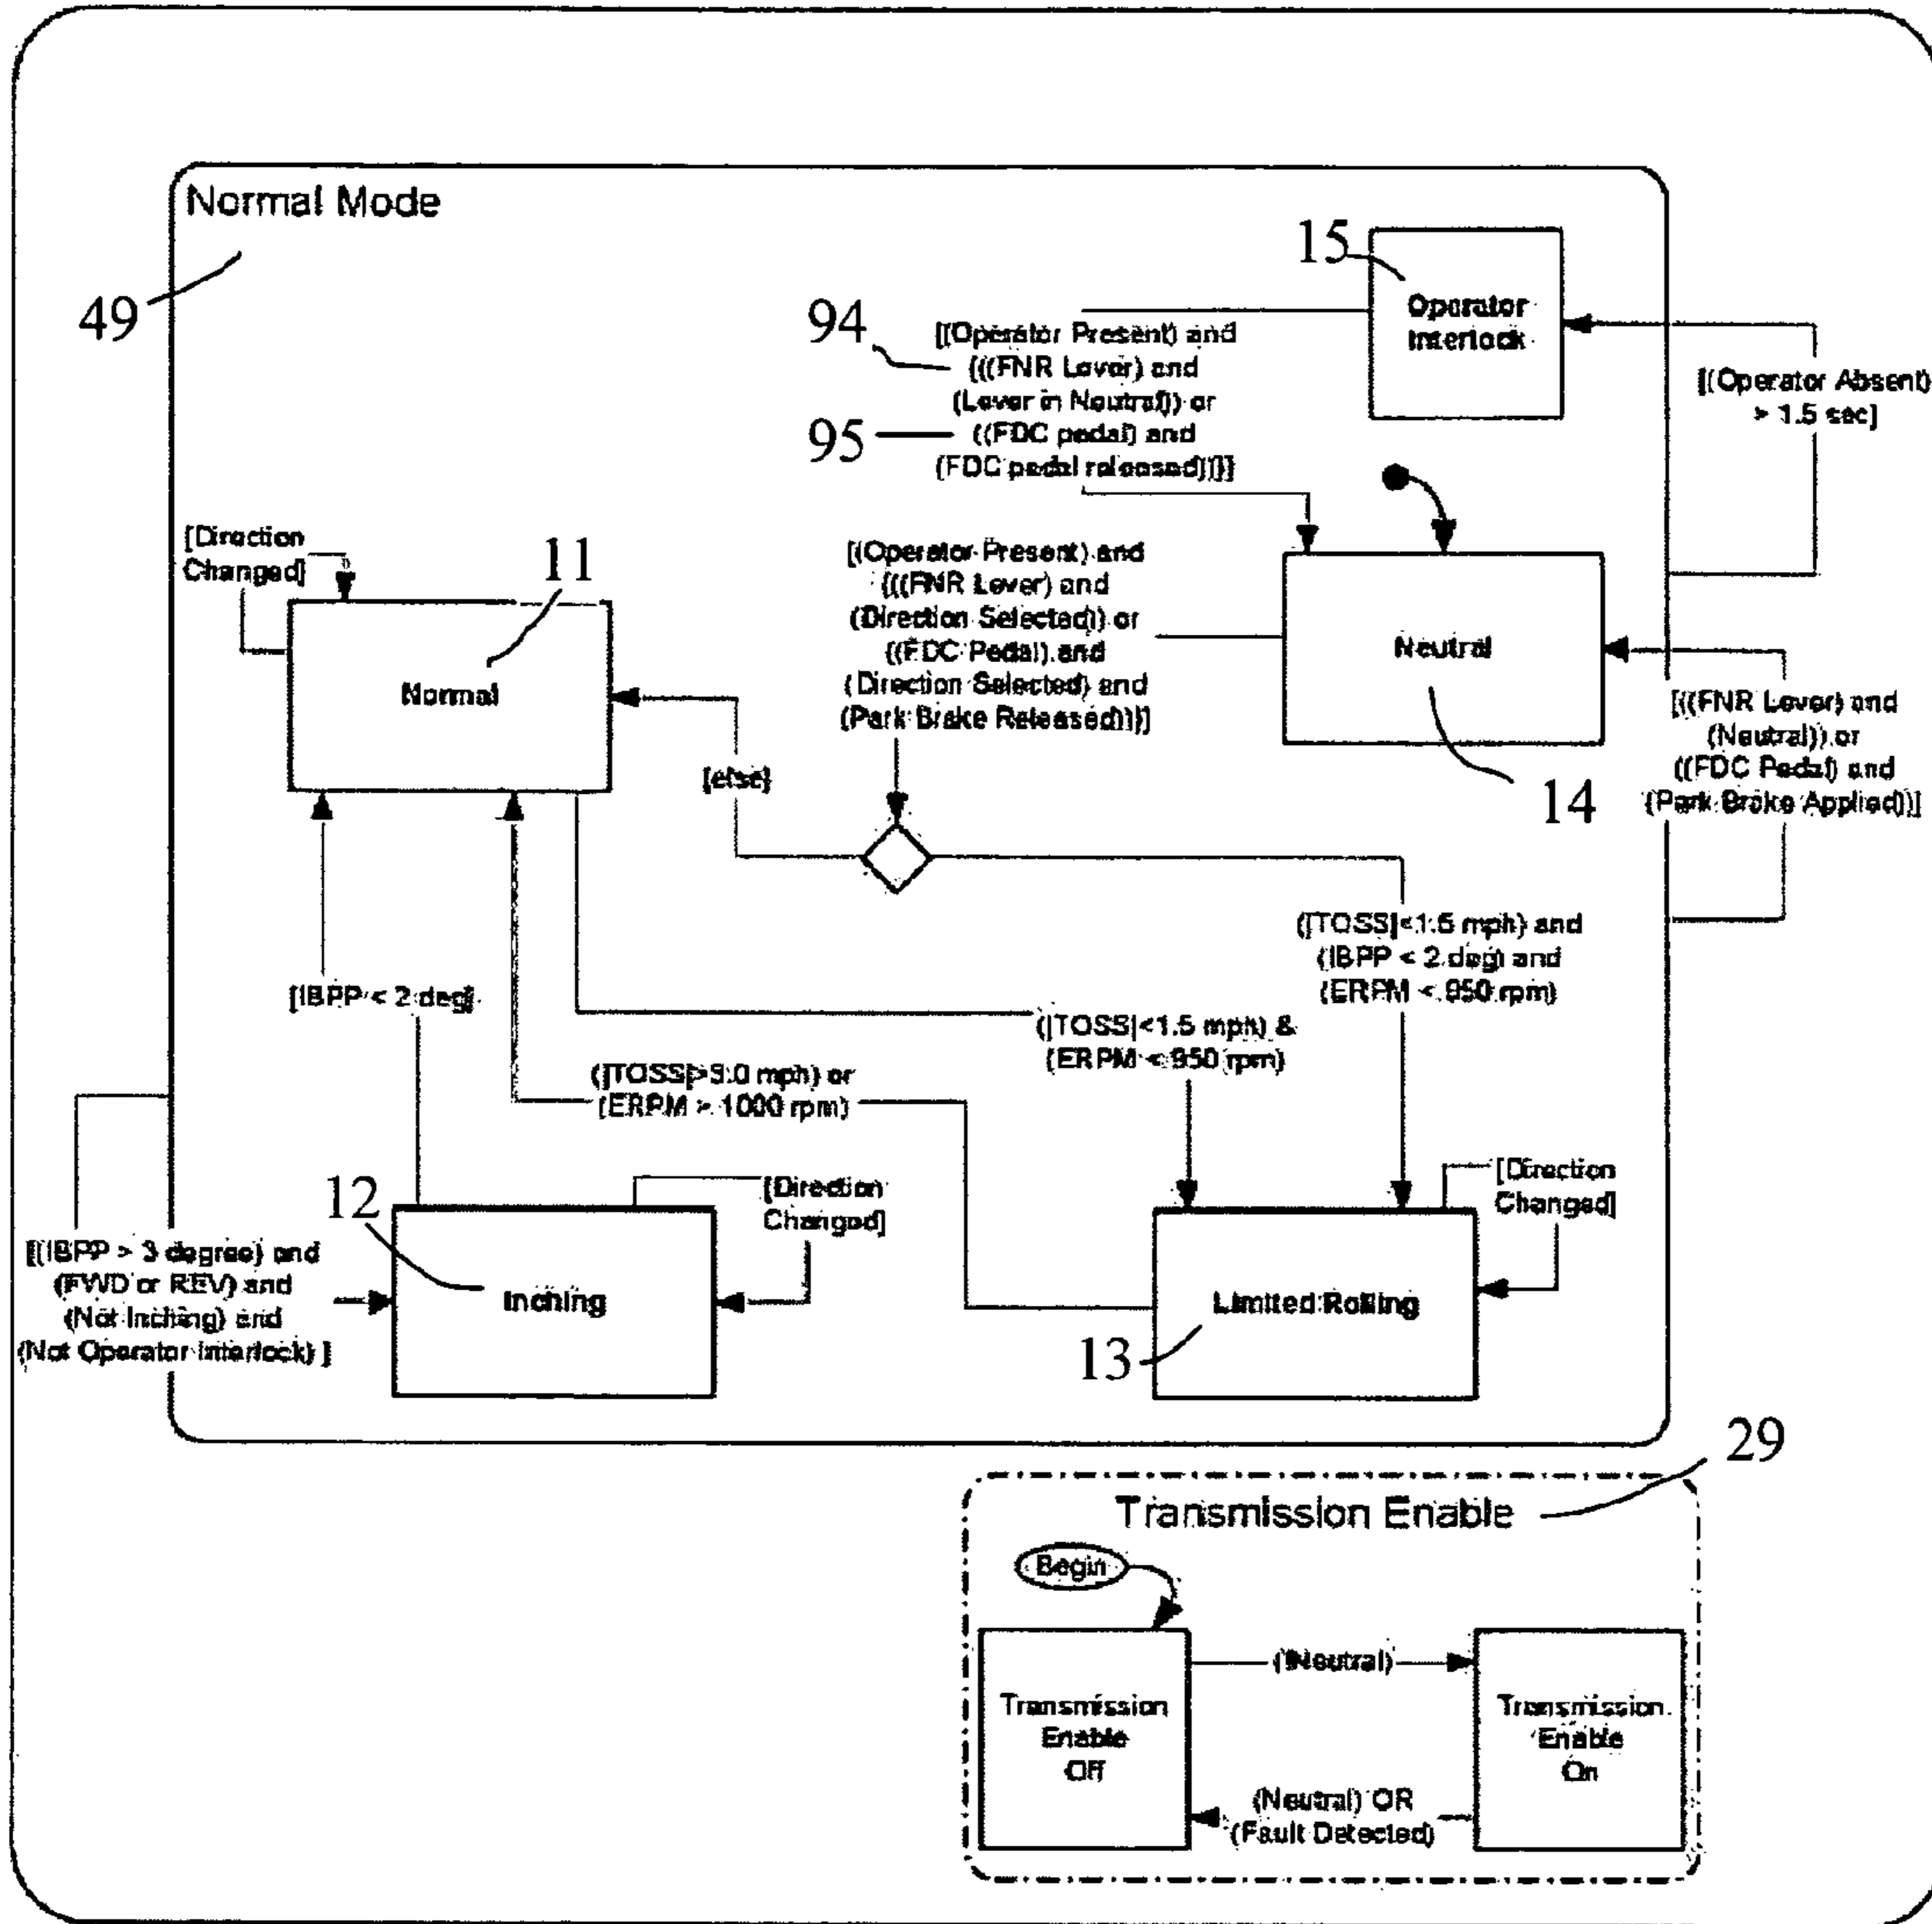 Normal Mode
49
15
Operator
Interlock
94
[(Operator Present) and
(((FNR Lever) and
(Lever in Neutral)) or
95
((FDC pedal) and
(FDC pedal released)))]
[(Operator Absent)
> 1.5 sec]
[Direction
Changed]
11
Normal
[(Operator Present) and
(((FNR Lever) and
(Direction Selected)) or
((FDC Pedal) and
(Direction Selected) and
(Park Brake Released)))]
Neutral
14
[((FNR Lever) and
(Neutral)) or
((FDC Pedal) and
(Park Brake Applied))]
[else]
(|TOSS|<1.5 mph) and
(IBPP < 2 deg) and
(ERPM < 950 rpm)
[IBPP < 2 deg]
(|TOSS|<1.5 mph) &
(ERPM < 950 rpm)
(|TOSS|>3.0 mph) or
(ERPM > 1000 rpm)
12
[Direction
Changed]
[Direction
Changed]
[(IBPP > 3 degree) and
(FWD or REV) and
(Not Inching) and
(Not Operator Interlock) ]
Inching
Limited Rolling
13
29
Transmission Enable
Begin
(!Neutral)
Transmission
Enable
Off
Transmission
Enable
On
(Neutral) OR
(Fault Detected)